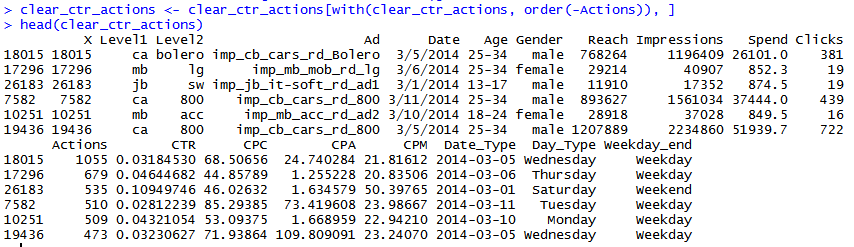 > clear_ctr_actions <- clear_ctr_actions[with(clear_ctr_actions, order(-Actions)), ]
> head(clear_ctr_actions)
X Level1 Level2 Ad Date Age Gender Reach Impressions Spend Clicks
18015 18015 ca bolero imp_cb_cars_rd_Bolero 3/5/2014 25-34 male 768264 1196409 26101.0 381
17296 17296 mb lg imp_mb_mob_rd_lg 3/6/2014 25-34 female 29214 40907 852.3 19
26183 26183 jb sw imp_jb_it-soft_rd_ad1 3/1/2014 13-17 male 11910 17352 874.5 19
7582 7582 ca 800 imp_cb_cars_rd_800 3/11/2014 25-34 male 893627 1561034 37444.0 439
10251 10251 mb acc imp_mb_acc_rd_ad2 3/10/2014 18-24 female 28918 37028 849.5 16
19436 19436 ca 800 imp_cb_cars_rd_800 3/5/2014 25-34 male 1207889 2234860 51939.7 722
Actions CTR CPC CPA CPM Date_Type Day_Type Weekday_end
18015 1055 0.03184530 68.50656 24.740284 21.81612 2014-03-05 Wednesday Weekday
17296 679 0.04644682 44.85789 1.255228 20.83506 2014-03-06 Thursday Weekday
26183 535 0.10949746 46.02632 1.634579 50.39765 2014-03-01 Saturday Weekend
7582 510 0.02812239 85.29385 73.419608 23.98667 2014-03-11 Tuesday Weekday
10251 509 0.04321054 53.09375 1.668959 22.94210 2014-03-10 Monday Weekday
19436 473 0.03230627 71.93864 109.809091 23.24070 2014-03-05 Wednesday Weekday